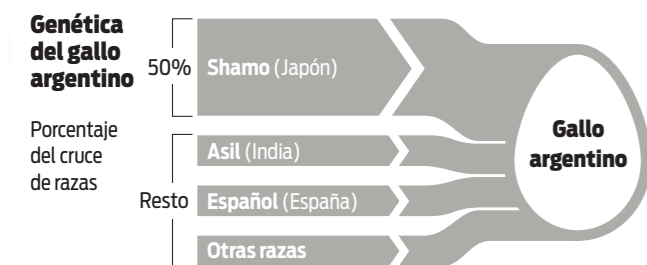 Genética
del gallo
argentino
Porcentaje
del cruce
de razas
50%
Shamo (Japón)
Resto
Asil (India)
Español (España)
Otras razas
Gallo
argentino